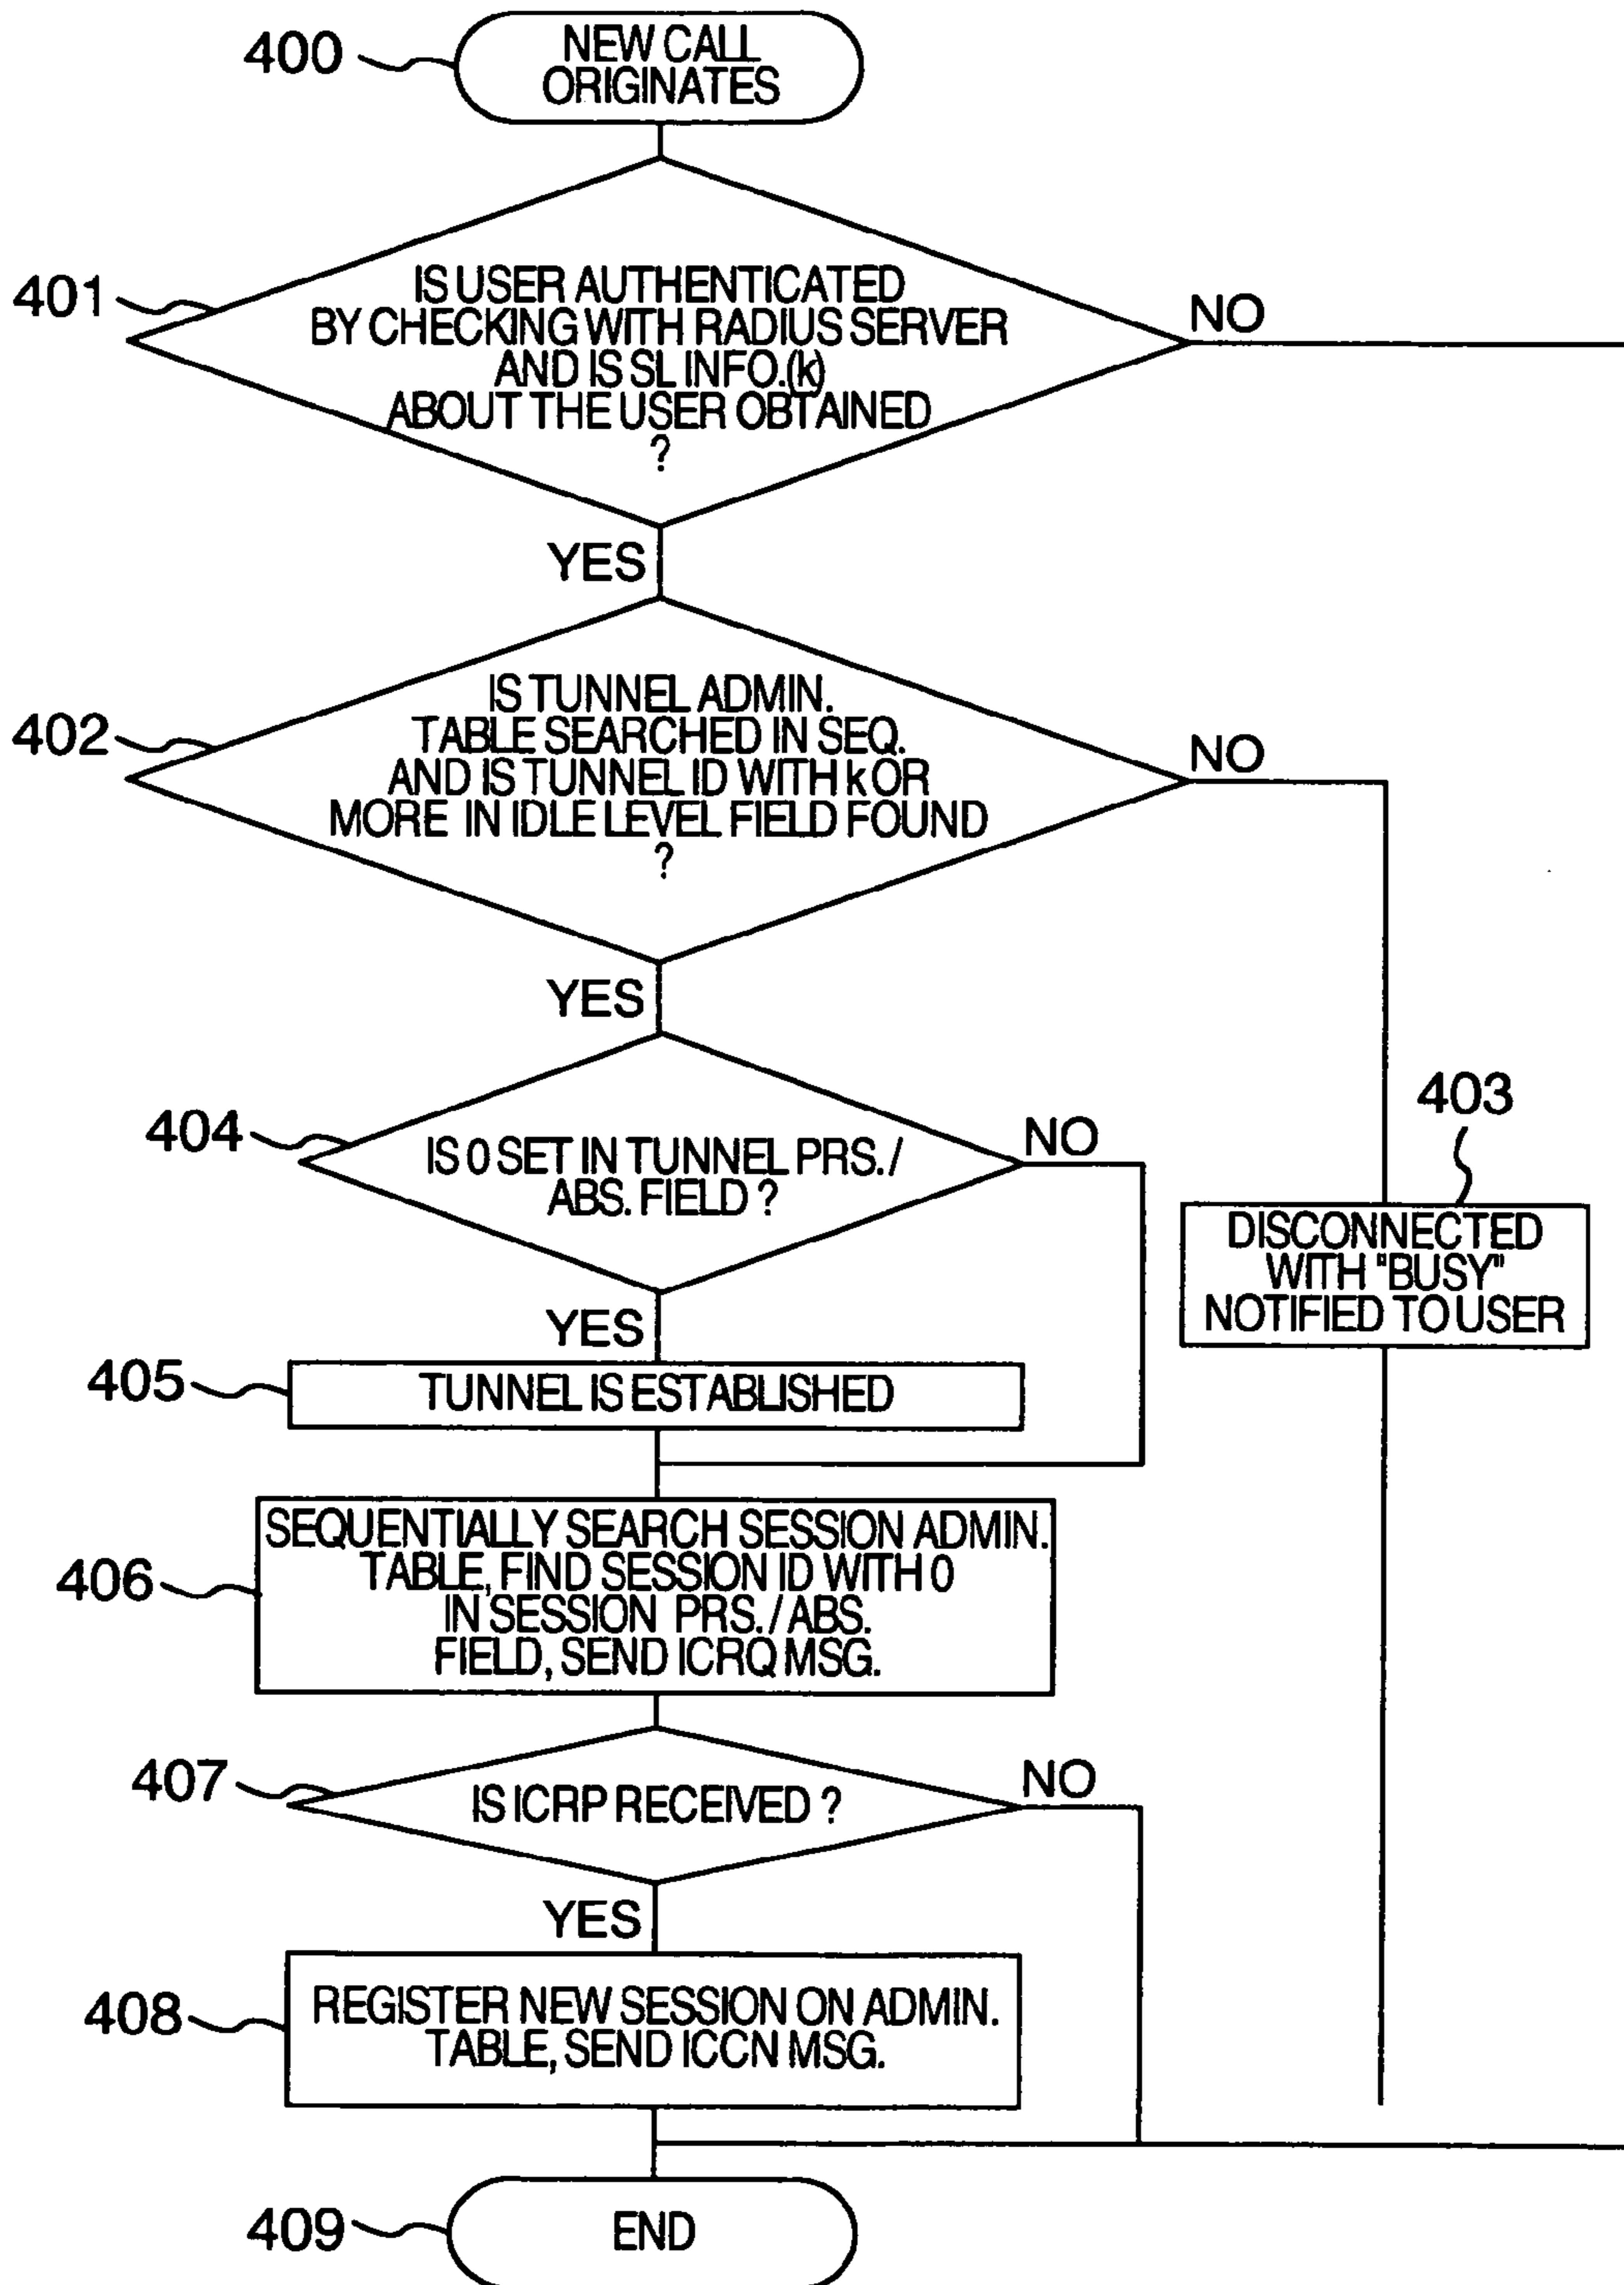 400
NEW CALL
ORIGINATES
401
IS USER AUTHENTICATED
BY CHECKING WITH RADIUS SERVER
AND IS SL INFO.(k)
ABOUT THE USER OBTAINED
?
NO
YES
402
IS TUNNEL ADMIN.
TABLE SEARCHED IN SEQ.
AND IS TUNNEL ID WITH k OR
MORE IN IDLE LEVEL FIELD FOUND
?
NO
YES
403
DISCONNECTED
WITH "BUSY"
NOTIFIED TO USER
404
IS 0 SET IN TUNNEL PRS. /
ABS. FIELD ?
NO
YES
405
TUNNEL IS ESTABLISHED
406
SEQUENTIALLY SEARCH SESSION ADMIN.
TABLE, FIND SESSION ID WITH 0
IN SESSION PRS. / ABS.
FIELD, SEND ICRQ MSG.
407
IS ICRP RECEIVED ?
NO
YES
408
REGISTER NEW SESSION ON ADMIN.
TABLE, SEND ICCN MSG.
409
END